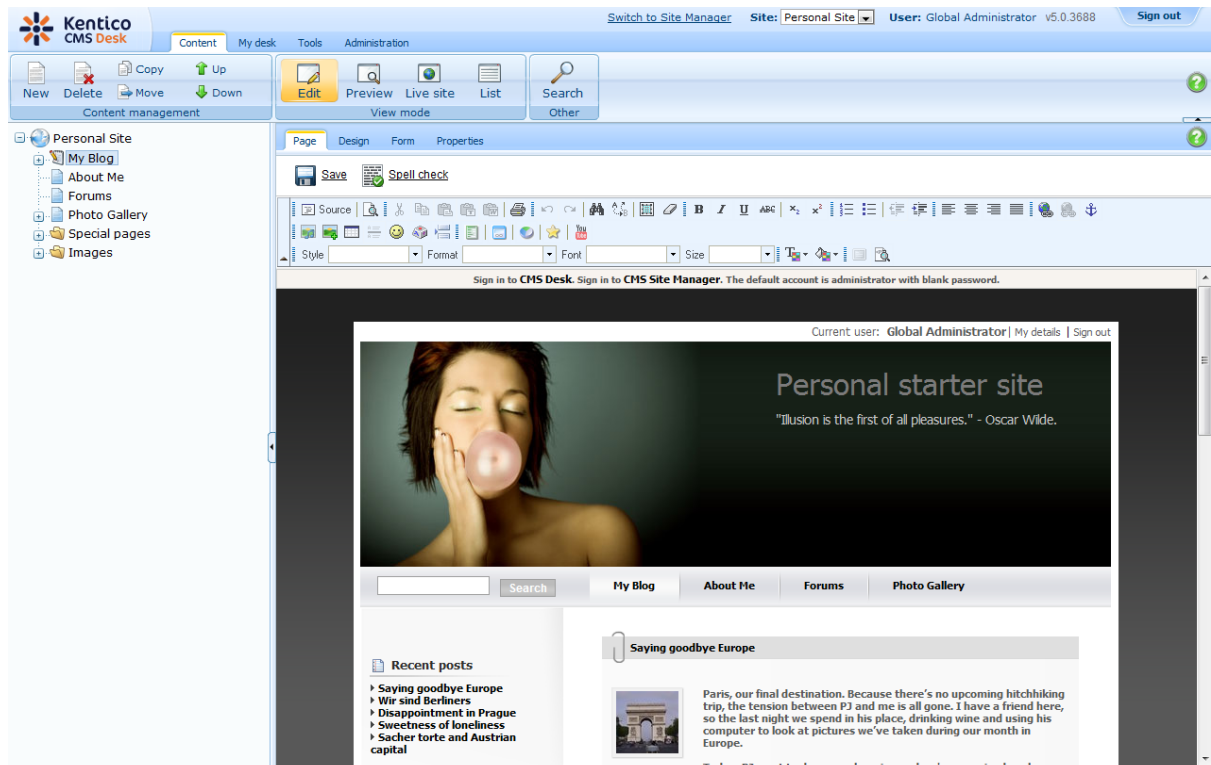 Kentico
CMS Desk
Switch to Site Manager Site: Personal Site User: Global Administrator v5.0.3688 Sign out
Content My desk Tools Administration
New Delete Copy Move Up Down
Content management
Edit Preview Live site List
View mode
Search
Other
Personal Site
My Blog
About Me
Forums
Photo Gallery
Special pages
Images
Page Design Form Properties
Save Spell check
Source B I U ABC x₂ x²
You
Style Format Font Size
Sign in to CMS Desk. Sign in to CMS Site Manager. The default account is administrator with blank password.
Current user: Global Administrator | My details | Sign out
Personal starter site
"Illusion is the first of all pleasures." - Oscar Wilde.
Search My Blog About Me Forums Photo Gallery
Recent posts
Saying goodbye Europe
Wir sind Berliners
Disappointment in Prague
Sweetness of loneliness
Sacher torte and Austrian
capital
Saying goodbye Europe
Paris, our final destination. Because there's no upcoming hitchhiking
trip, the tension between PJ and me is all gone. I have a friend here,
so the last night we spend in his place, drinking wine and using his
computer to look at pictures we've taken during our month in
Europe.